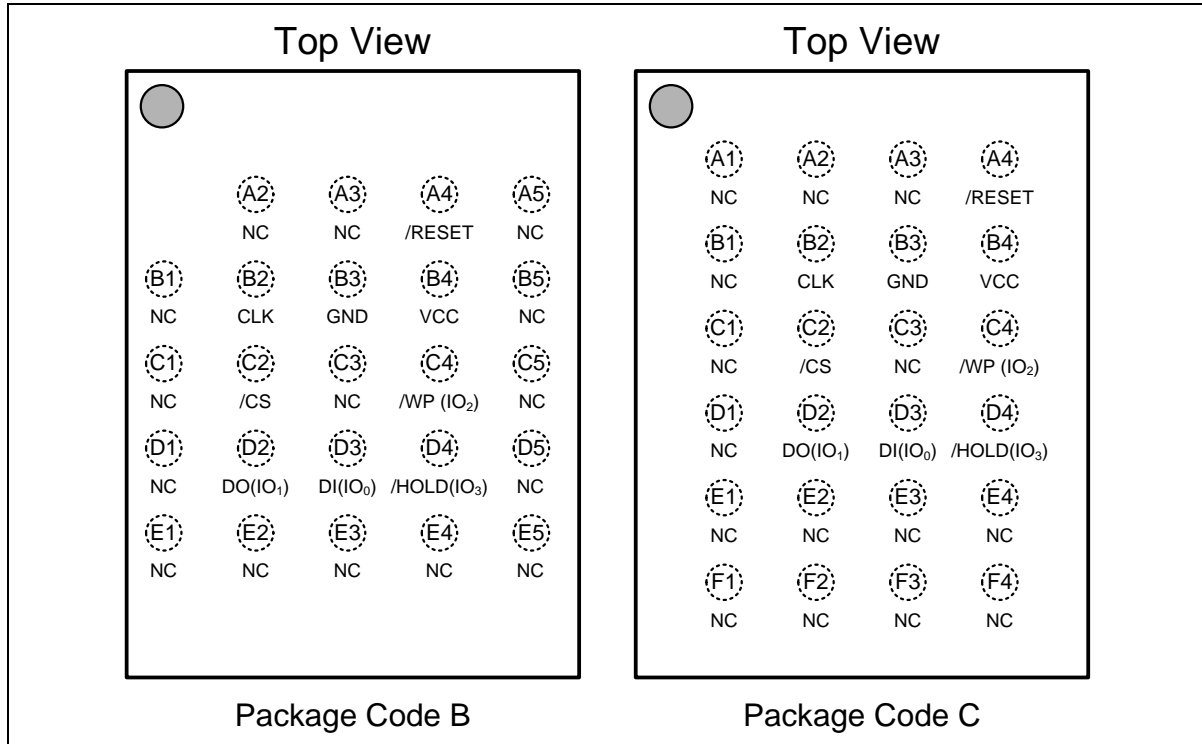 Top View
A2 A3 A4 A5
NC NC /RESET NC
B1 B2 B3 B4 B5
NC CLK GND VCC NC
C1 C2 C3 C4 C5
NC /CS NC /WP (IO₂) NC
D1 D2 D3 D4 D5
NC DO(IO₁) DI(IO₀) /HOLD(IO₃) NC
E1 E2 E3 E4 E5
NC NC NC NC NC
Package Code B
Top View
A1 A2 A3 A4
NC NC NC /RESET
B1 B2 B3 B4
NC CLK GND VCC
C1 C2 C3 C4
NC /CS NC /WP (IO₂)
D1 D2 D3 D4
NC DO(IO₁) DI(IO₀) /HOLD(IO₃)
E1 E2 E3 E4
NC NC NC NC
F1 F2 F3 F4
NC NC NC NC
Package Code C